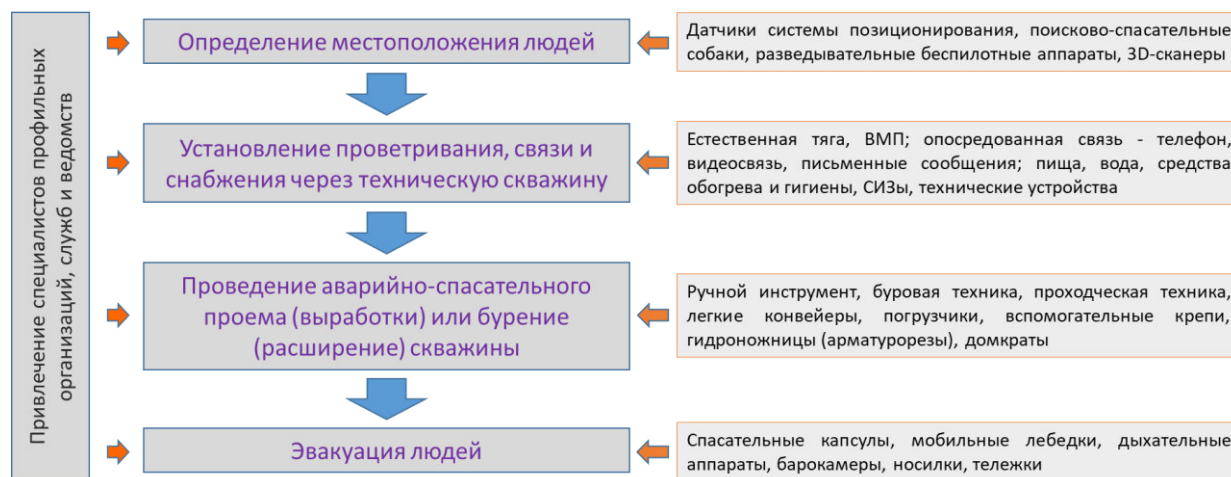 Привлечение специалистов профильных
организаций, служб и ведомств
Определение местоположения людей
Датчики системы позиционирования, поисково-спасательные
собаки, разведывательные беспилотные аппараты, 3D-сканеры
Установление проветривания, связи и
снабжения через техническую скважину
Естественная тяга, ВМП; опосредованная связь - телефон,
видеосвязь, письменные сообщения; пища, вода, средства
обогрева и гигиены, СИЗы, технические устройства
Проведение аварийно-спасательного
проема (выработки) или бурение
(расширение) скважины
Ручной инструмент, буровая техника, проходческая техника,
легкие конвейеры, погрузчики, вспомогательные крепи,
гидроножницы (арматурорезы), домкраты
Эвакуация людей
Спасательные капсулы, мобильные лебедки, дыхательные
аппараты, барокамеры, носилки, тележки